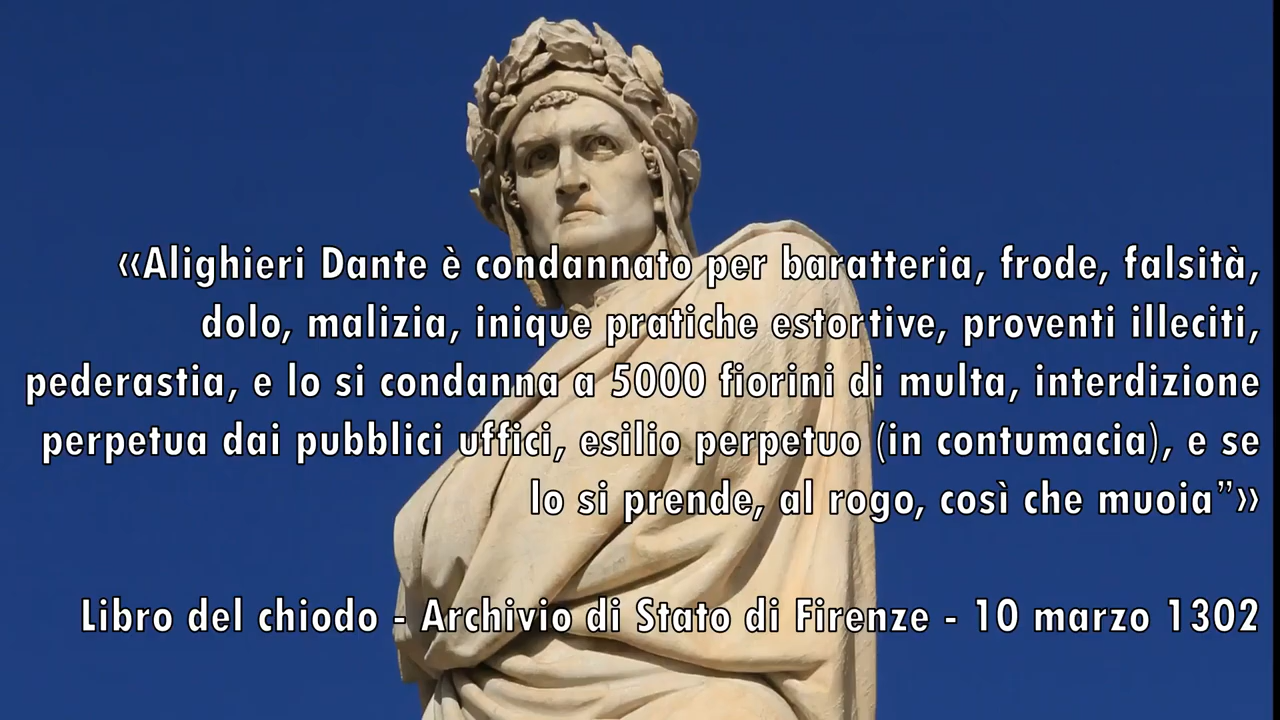 «Alighieri Dante è condannato per baratteria, frode, falsità,
dolo, malizia, inique pratiche estortive, proventi illeciti,
pederastia, e lo si condanna a 5000 fiorini di multa, interdizione
perpetua dai pubblici uffici, esilio perpetuo (in contumacia), e se
lo si prende, al rogo, così che muoia”»
Libro del chiodo - Archivio di Stato di Firenze - 10 marzo 1302